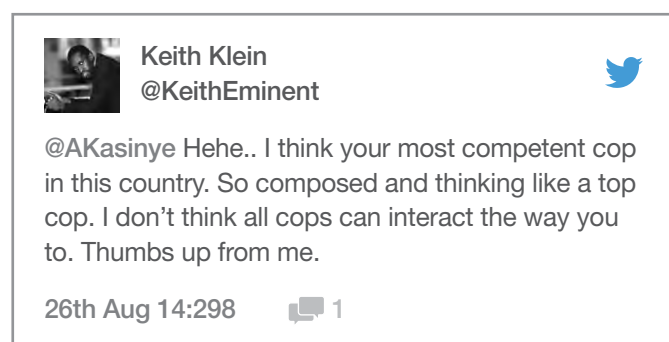 Keith Klein
@KeithEminent
@AKasinye Hehe.. I think your most competent cop
in this country. So composed and thinking like a top
cop. I don’t think all cops can interact the way you
to. Thumbs up from me.
26th Aug 14:298 1